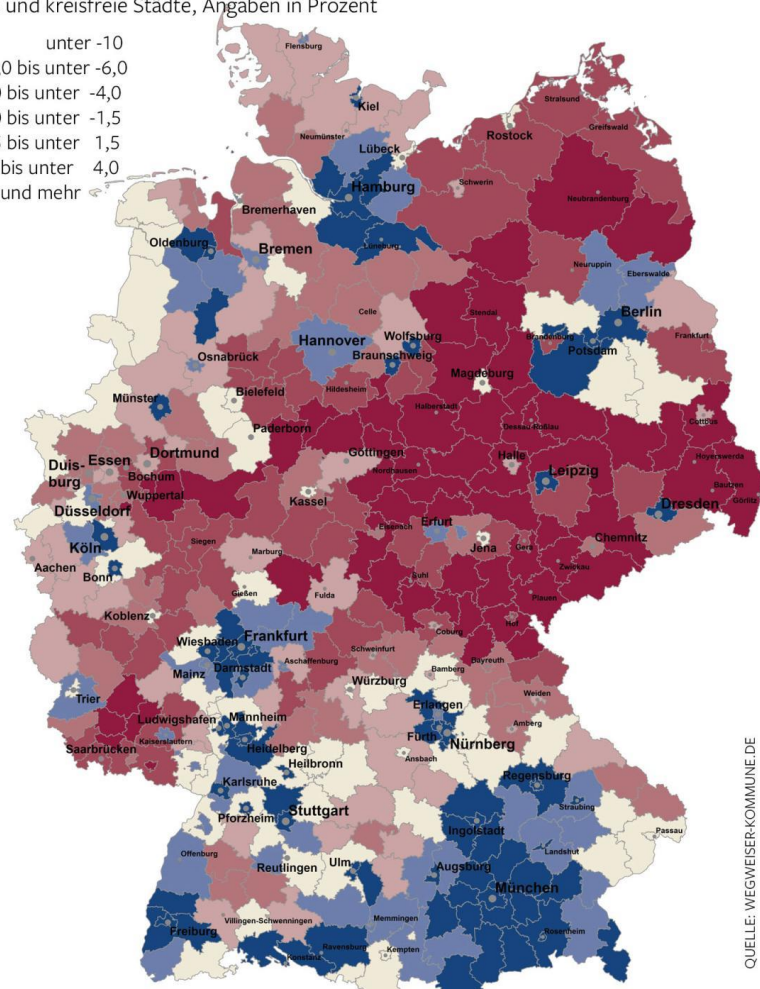 und kreisfreie Städte, Angaben in Prozent
unter -10
,0 bis unter -6,0
bis unter -4,0
bis unter -1,5
bis unter 1,5
bis unter 4,0
und mehr
Flensburg
Kiel
Stralsund
Greifswald
Rostock
Neumünster
Lübeck
Hamburg
Schwerin
Neubrandenburg
Bremerhaven
Oldenburg
Bremen
Lüneburg
Neuruppin
Eberswalde
Celle
Stendal
Berlin
Hannover
Wolfsburg
Brandenburg
Frankfurt
Osnabrück
Braunschweig
Potsdam
Magdeburg
Münster
Bielefeld
Hildesheim
Halberstadt
Cottbus
Paderborn
Dessau-Roßlau
Duis-
burg
Essen
Dortmund
Göttingen
Halle
Hoyerswerda
Bochum
Nordhausen
Leipzig
Bautzen
Wuppertal
Kassel
Görlitz
Düsseldorf
Dresden
Erfurt
Eisenach
Chemnitz
Köln
Siegen
Marburg
Jena
Gera
Aachen
Bonn
Zwickau
Suhl
Gießen
Fulda
Plauen
Koblenz
Hof
Coburg
Wiesbaden
Frankfurt
Schweinfurt
Aschaffenburg
Bayreuth
Mainz
Darmstadt
Bamberg
Würzburg
Trier
Weiden
Erlangen
Ludwigshafen
Mannheim
Amberg
Kaiserslautern
Fürth
Nürnberg
Saarbrücken
Heidelberg
Ansbach
Heilbronn
Regensburg
Karlsruhe
Straubing
Stuttgart
Pforzheim
Ingolstadt
Passau
Offenburg
Landshut
Reutlingen
Ulm
Augsburg
München
Villingen-Schwenningen
Memmingen
Freiburg
Rosenheim
Ravensburg
Kempten
Konstanz
QUELLE: WEGWEISER-KOMMUNE.DE